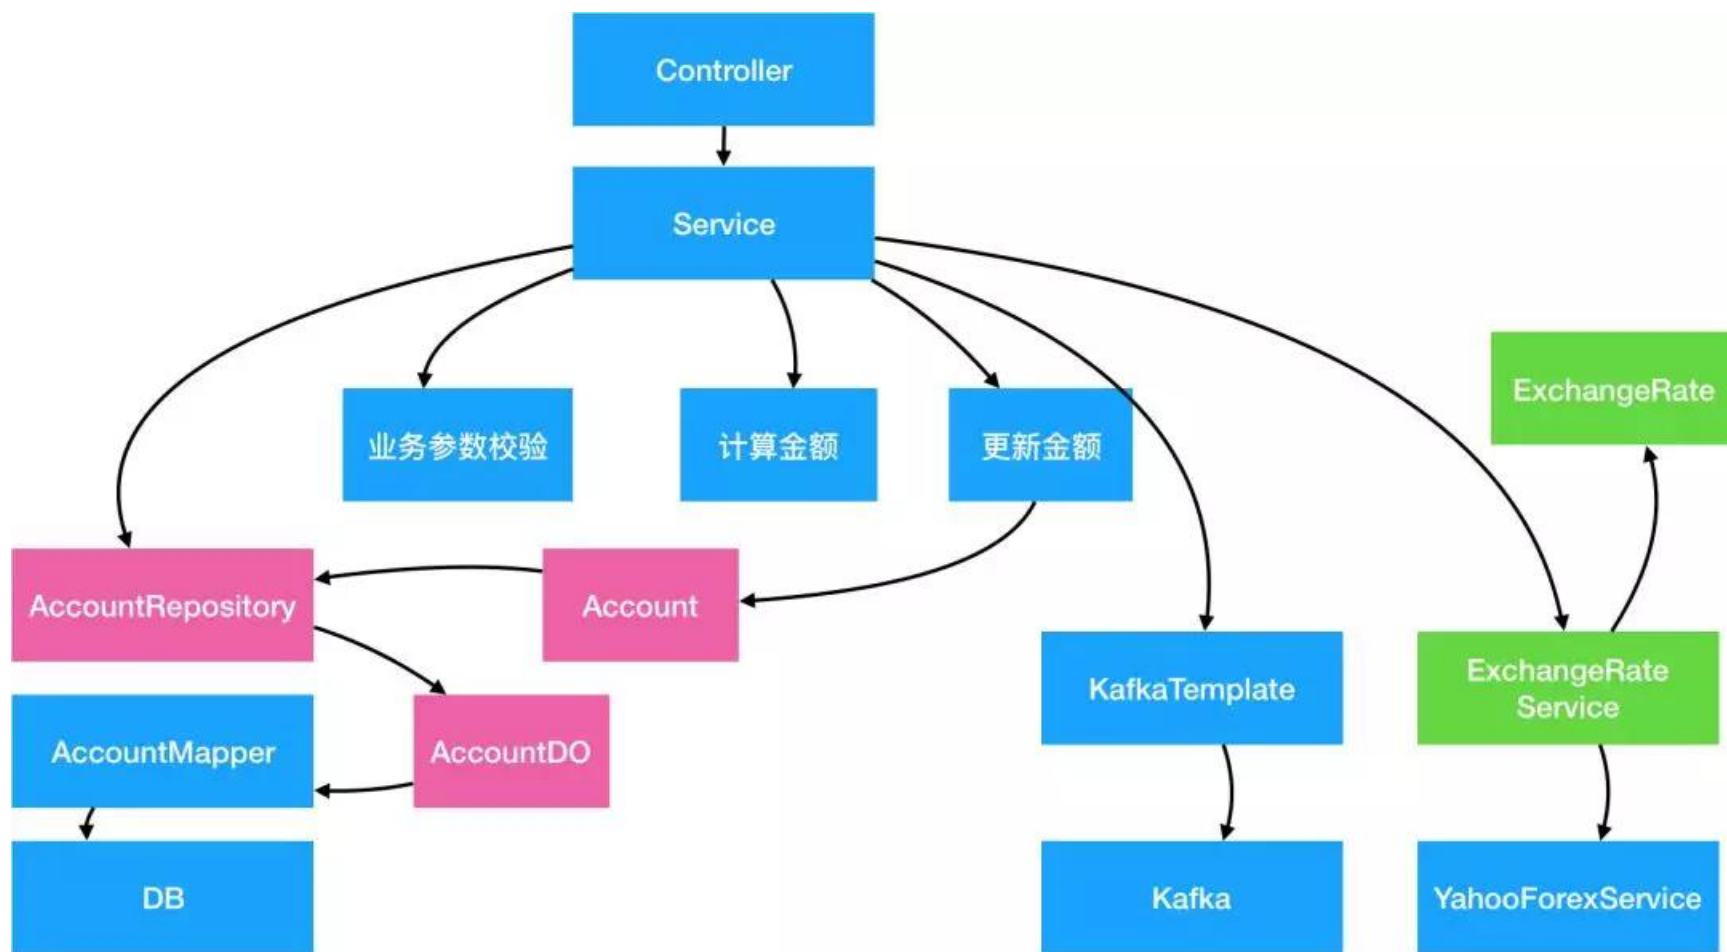 Controller
Service
ExchangeRate
业务参数校验
计算金额
更新金额
AccountRepository
Account
KafkaTemplate
ExchangeRate
Service
AccountMapper
AccountDO
DB
Kafka
YahooForexService